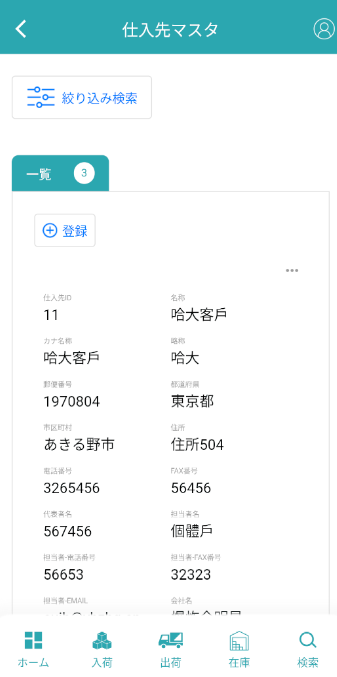 仕入先マスタ
絞り込み検索
一覧 3
登録
仕入先ID 名称
11 哈大客戶
カナ名称 略称
哈大客戶 哈大
郵便番号 都道府県
1970804 東京都
市区町村 住所
あきる野市 住所504
電話番号 FAX番号
3265456 56456
代表者名 担当者名
567456 個體戶
担当者-電話番号 担当者-FAX番号
56653 32323
担当者-EMAIL 会社名
ホーム 入荷 出荷 在庫 検索